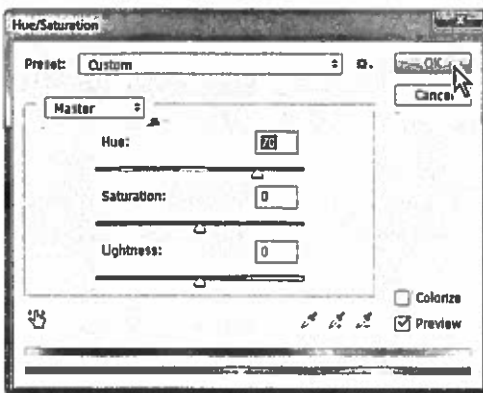 Hue/Saturation
Preset: Custom
OK
Cancel
Master
Hue: 70
Saturation: 0
Lightness: 0
Colorize
Preview